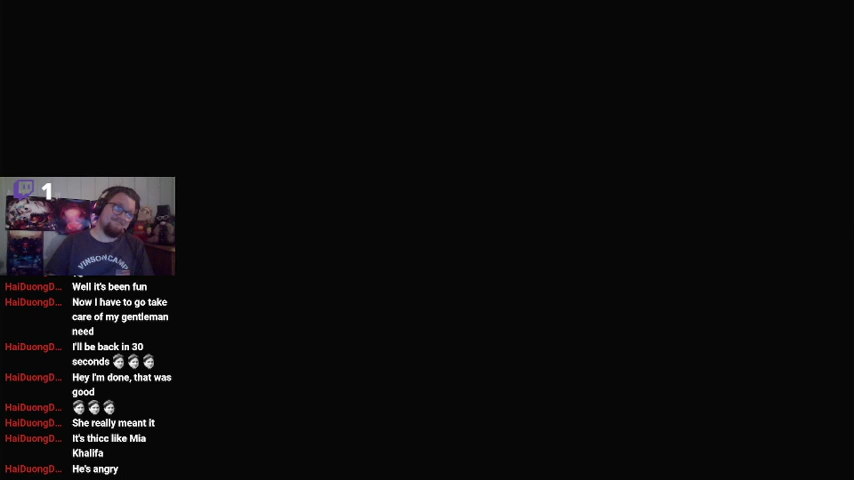 1
VINSON CAMP
HaiDuongD... Well it's been fun
HaiDuongD... Now I have to go take
care of my gentleman
need
HaiDuongD... I'll be back in 30
seconds
HaiDuongD... Hey I'm done, that was
good
HaiDuongD...
HaiDuongD... She really meant it
HaiDuongD... It's thicc like Mia
Khalifa
HaiDuongD... He's angry